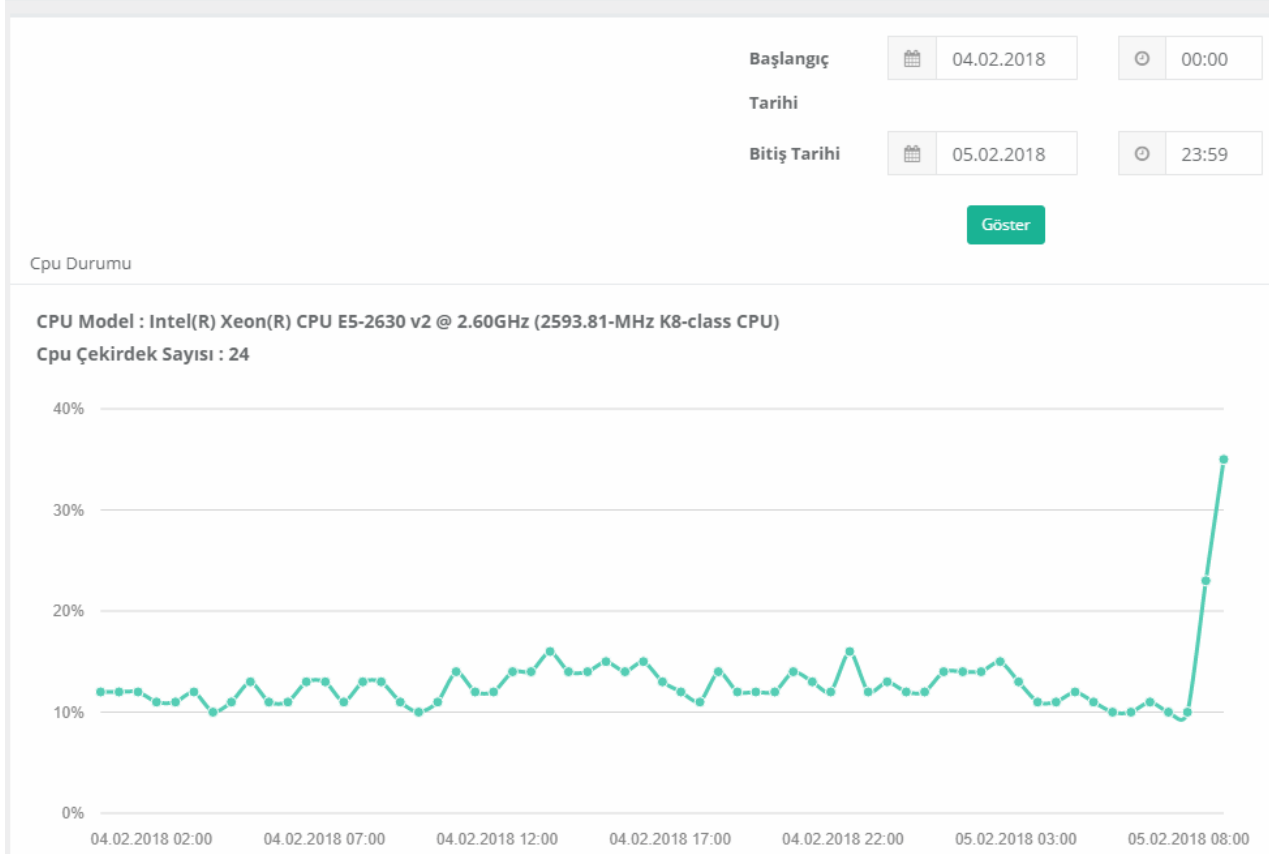 Başlangıç 04.02.2018 00:00
Tarihi
Bitiş Tarihi 05.02.2018 23:59
Göster
Cpu Durumu
CPU Model : Intel(R) Xeon(R) CPU E5-2630 v2 @ 2.60GHz (2593.81-MHz K8-class CPU)
Cpu Çekirdek Sayısı : 24
40%
30%
20%
10%
0%
04.02.2018 02:00 04.02.2018 07:00 04.02.2018 12:00 04.02.2018 17:00 04.02.2018 22:00 05.02.2018 03:00 05.02.2018 08:00